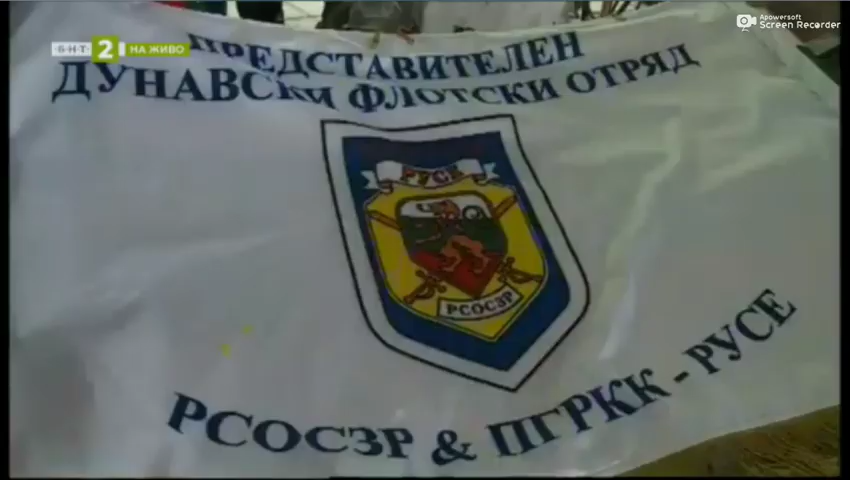 БНТ 2 НА ЖИВО
Apowersoft
Screen Recorder
ПРЕДСТАВИТЕЛЕН
ДУНАВСКИ ФЛОТСКИ ОТРЯД
РУСЕ
РСОСЗР
РСОСЗР & ПГРКК - РУСЕ